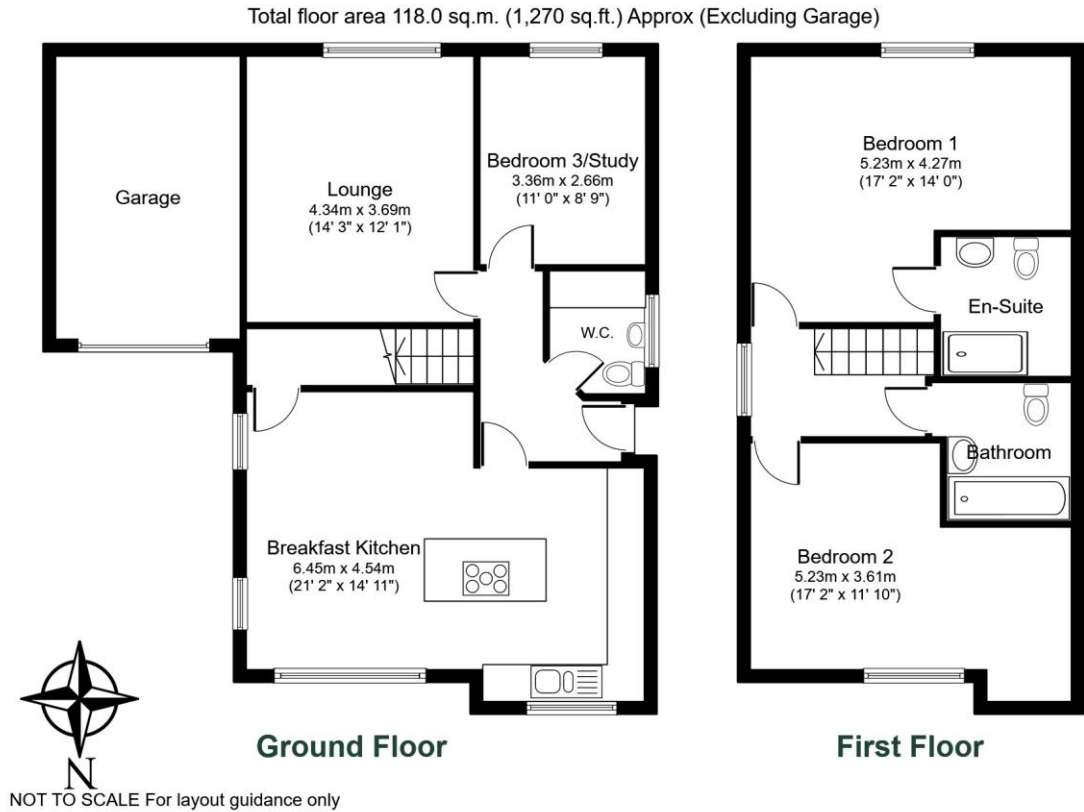 Total floor area 118.0 sq.m. (1,270 sq.ft.) Approx (Excluding Garage)
Garage
Lounge
4.34m x 3.69m
(14' 3" x 12' 1")
Bedroom 3/Study
3.36m x 2.66m
(11' 0" x 8' 9")
W.C.
Breakfast Kitchen
6.45m x 4.54m
(21' 2" x 14' 11")
Ground Floor
Bedroom 1
5.23m x 4.27m
(17' 2" x 14' 0")
En-Suite
Bathroom
Bedroom 2
5.23m x 3.61m
(17' 2" x 11' 10")
First Floor
N
NOT TO SCALE For layout guidance only